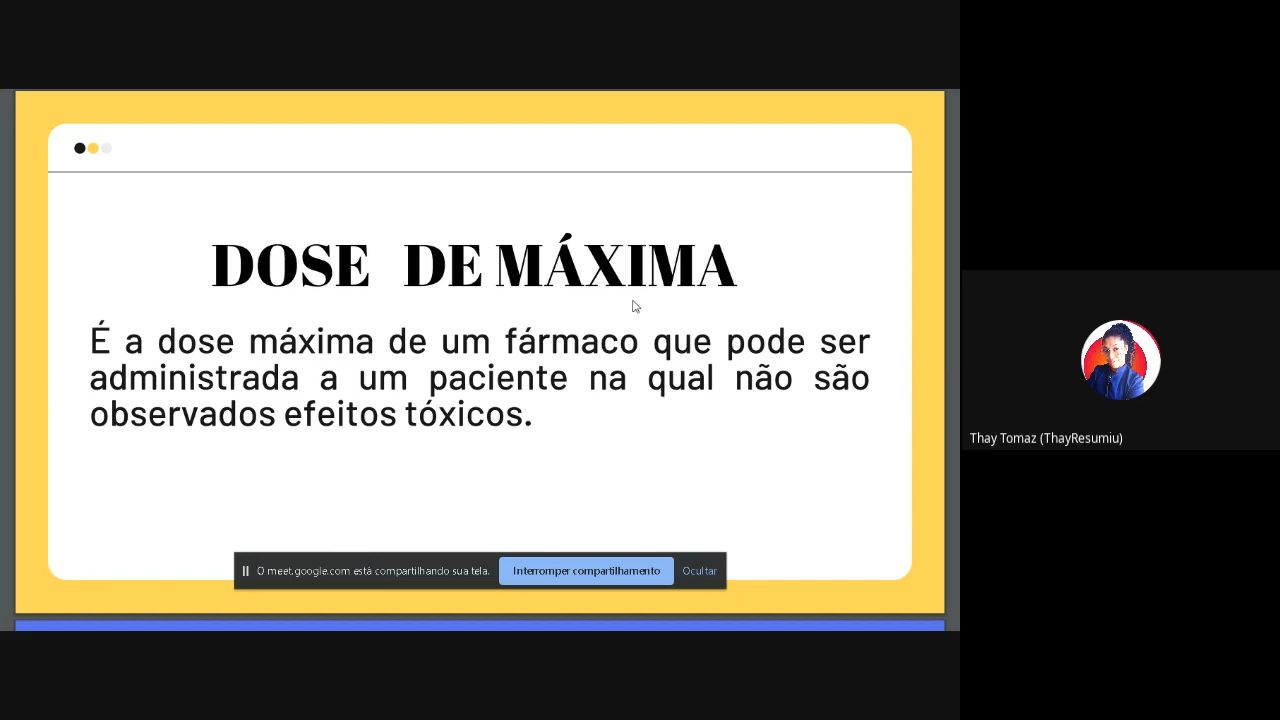 DOSE DE MÁXIMA
É a dose máxima de um fármaco que pode ser
administrada a um paciente na qual não são
observados efeitos tóxicos.
O meet.google.com está compartilhando sua tela. Interromper compartilhamento Ocultar
Thay Tomaz (ThayResumiu)